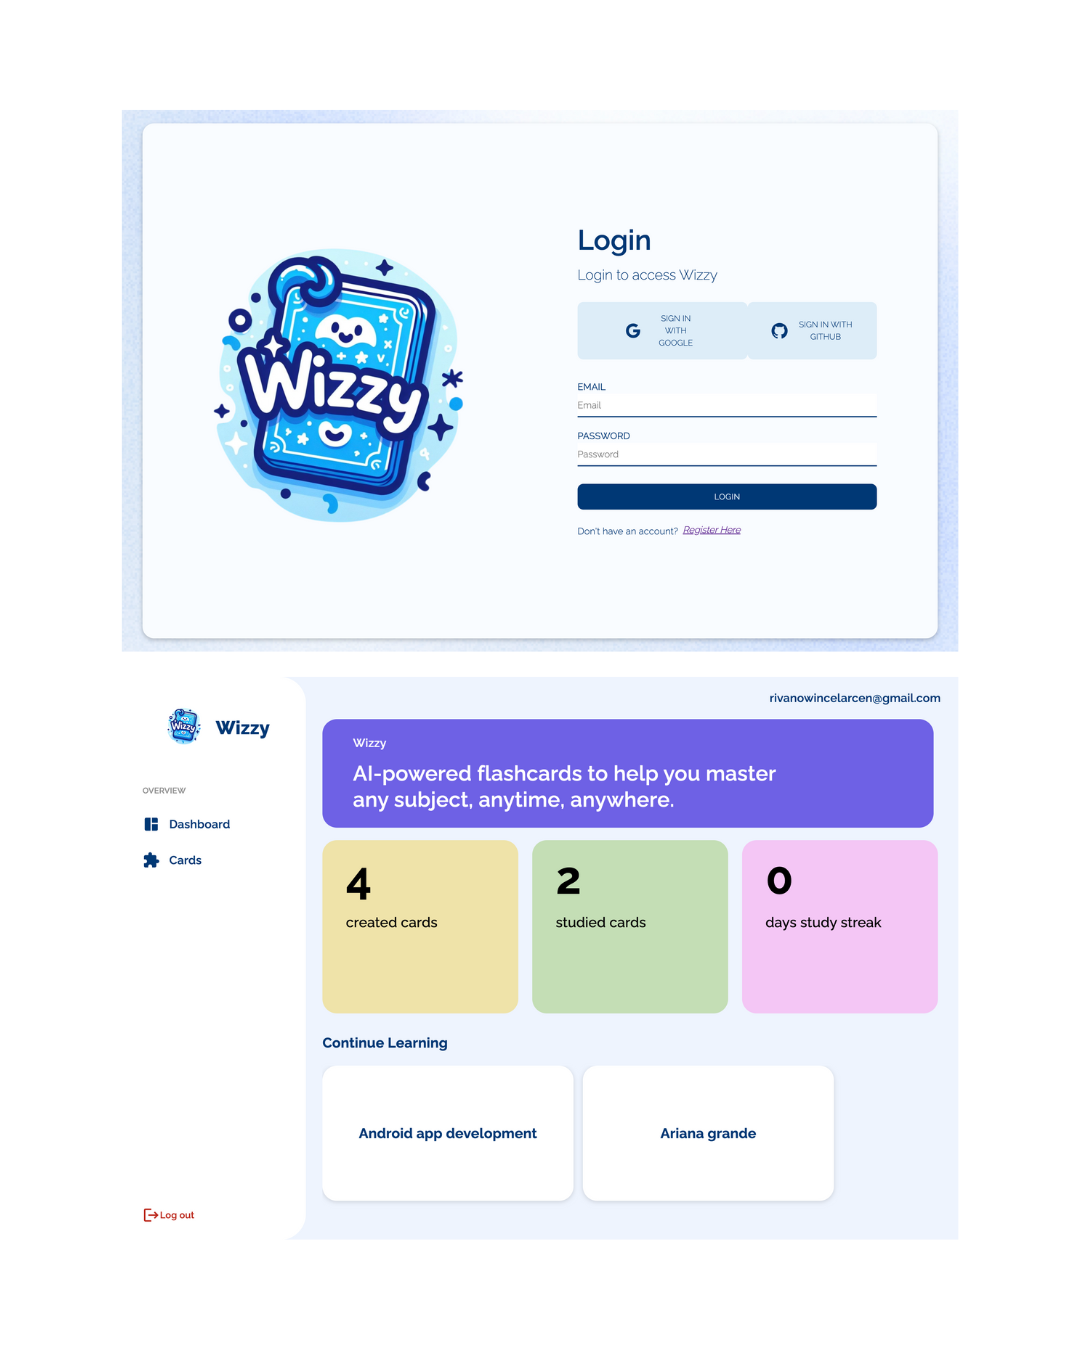 Wizzy
Login
Login to access Wizzy
SIGN IN
WITH
GOOGLE
SIGN IN WITH
GITHUB
EMAIL
Email
PASSWORD
Password
LOGIN
Don't have an account? Register Here
Wizzy
Wizzy
OVERVIEW
Dashboard
Cards
Log out
rivanowincelarcen@gmail.com
Wizzy
AI-powered flashcards to help you master
any subject, anytime, anywhere.
4
created cards
2
studied cards
0
days study streak
Continue Learning
Android app development
Ariana grande